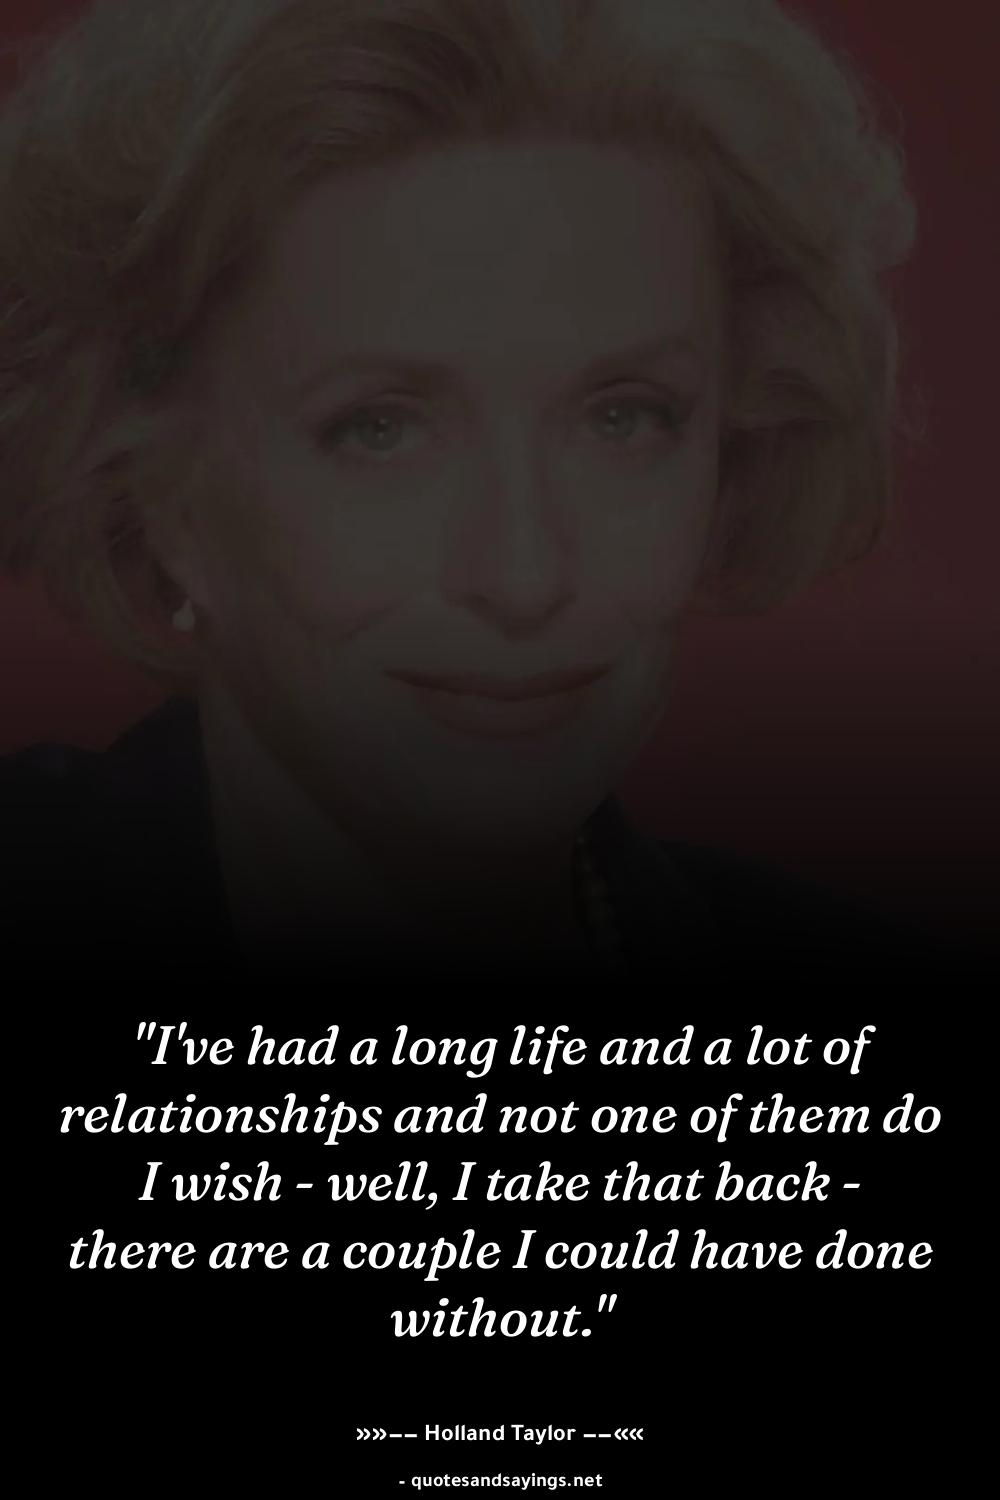 "I've had a long life and a lot of
relationships and not one of them do
I wish - well, I take that back -
there are a couple I could have done
without."
»»–– Holland Taylor ––««
- quotesandsayings.net